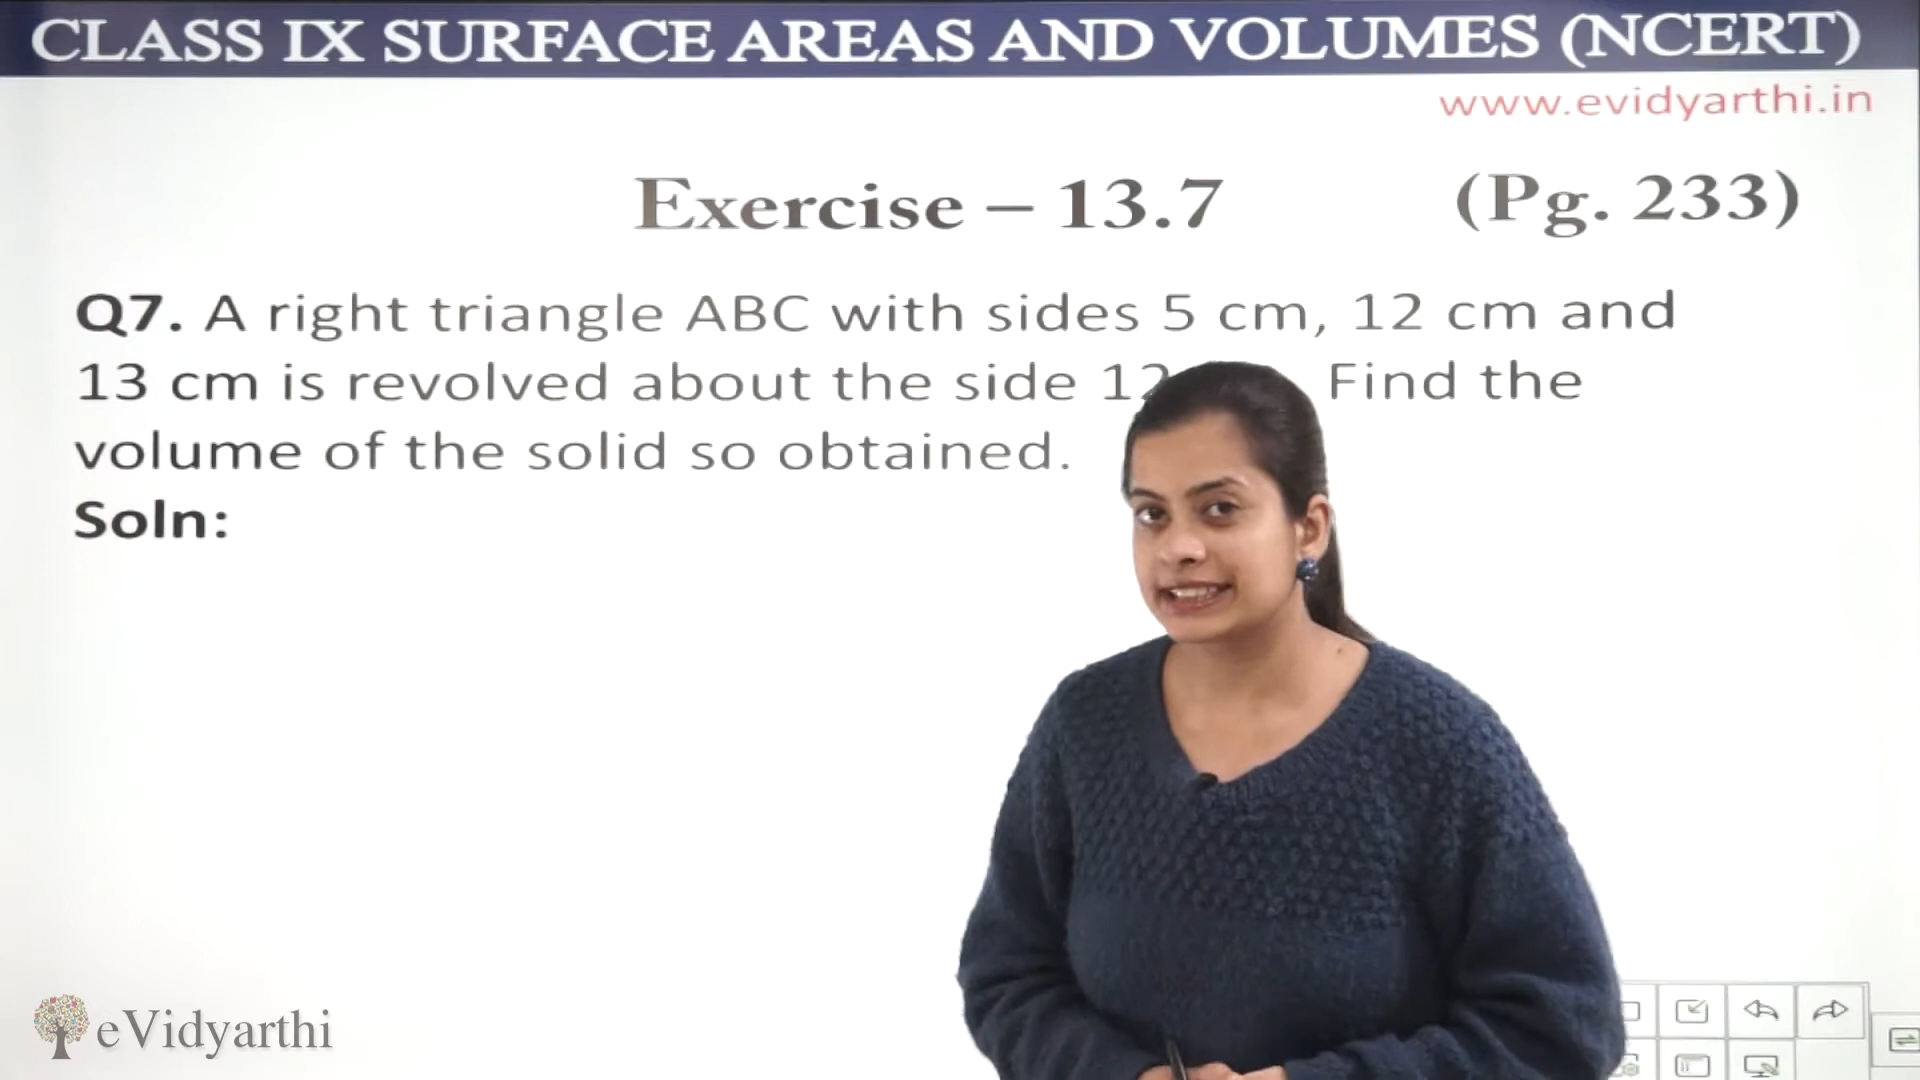 CLASS IX SURFACE AREAS AND VOLUMES (NCERT)
www.evidyarthi.in
Exercise – 13.7 (Pg. 233)
Q7. A right triangle ABC with sides 5 cm, 12 cm and
13 cm is revolved about the side 12 Find the
volume of the solid so obtained.
Soln:
eVidyarthi